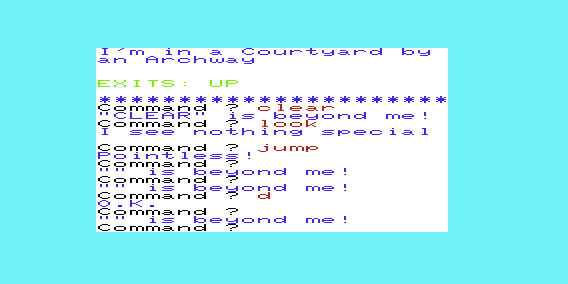 I'm in a Courtyard by
an Archway
EXITS: UP
**********************
Command ? clear
"CLEAR" is beyond me!
Command ? look
I see nothing special
Command ? jump
Pointless!
Command ?
"" is beyond me!
Command ?
"" is beyond me!
Command ? d
O.K.
Command ?
"" is beyond me!
Command ?